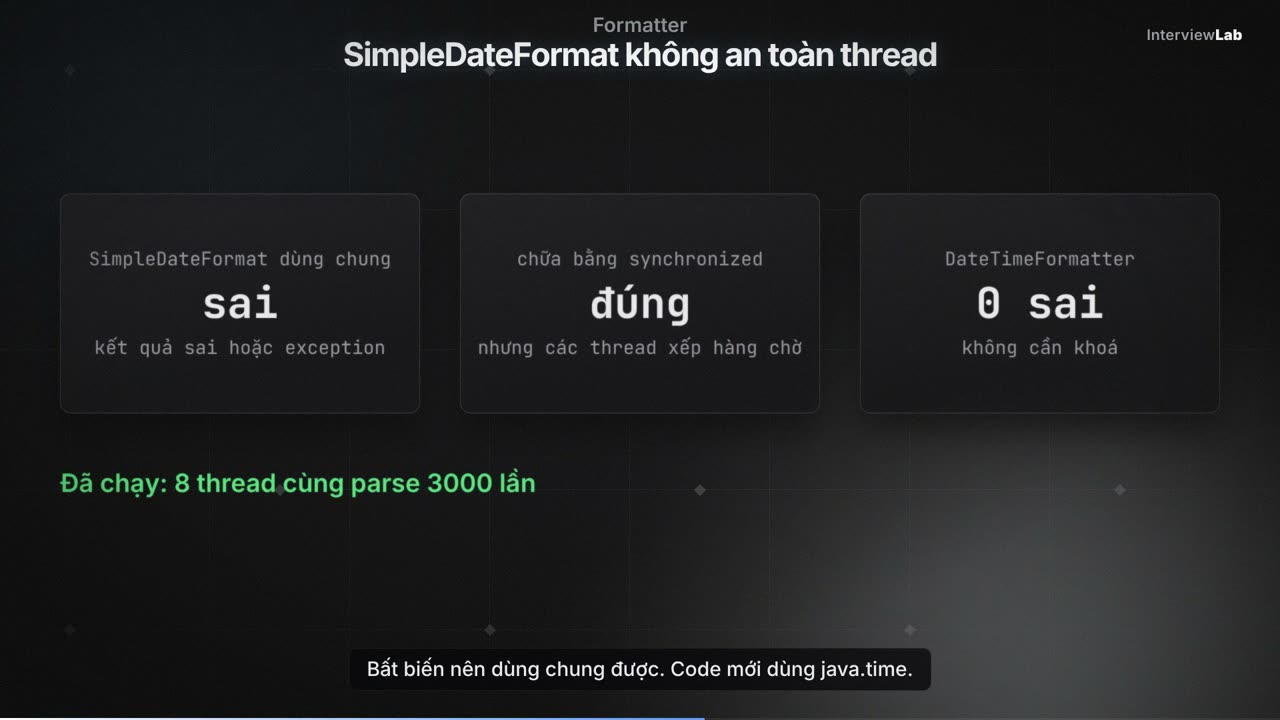 Formatter
SimpleDateFormat không an toàn thread
InterviewLab
SimpleDateFormat dùng chung
sai
kết quả sai hoặc exception
chữa bằng synchronized
đúng
nhưng các thread xếp hàng chờ
DateTimeFormatter
0 sai
không cần khoá
Đã chạy: 8 thread cùng parse 3000 lần
Bất biến nên dùng chung được. Code mới dùng java.time.